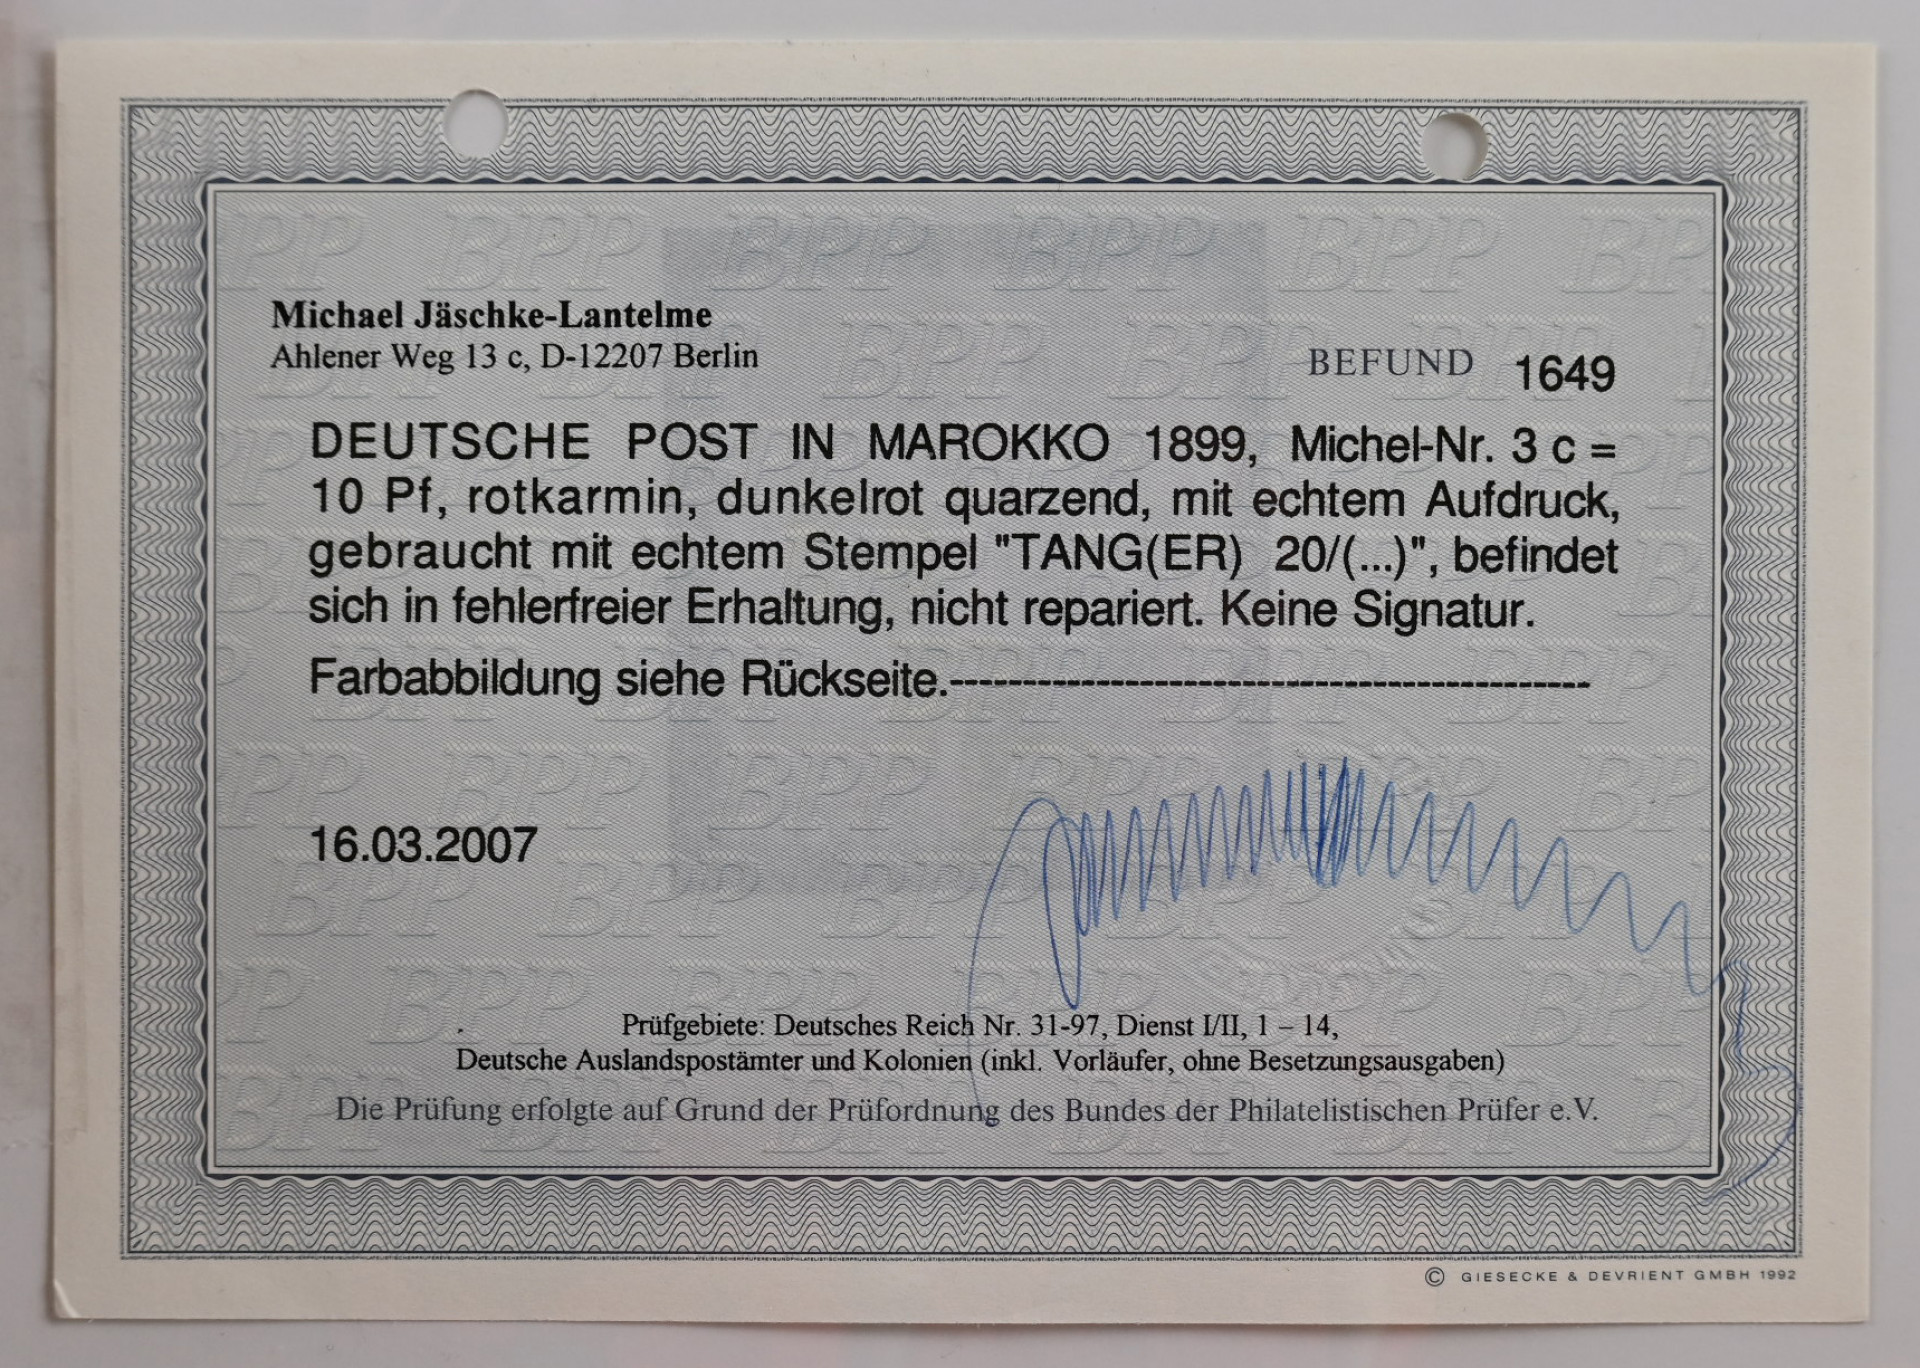 Michael Jäschke-Lantelme
Ahlener Weg 13 c, D-12207 Berlin
BEFUND 1649
DEUTSCHE POST IN MAROKKO 1899, Michel-Nr. 3 c =
10 Pf, rotkarmin, dunkelrot quarzend, mit echtem Aufdruck,
gebraucht mit echtem Stempel "TANG(ER) 20/(...)", befindet
sich in fehlerfreier Erhaltung, nicht repariert. Keine Signatur.
Farbabbildung siehe Rückseite.--------------------------------------------
16.03.2007
Prüfgebiete: Deutsches Reich Nr. 31-97, Dienst I/II, 1 – 14,
Deutsche Auslandspostämter und Kolonien (inkl. Vorläufer, ohne Besetzungsausgaben)
Die Prüfung erfolgte auf Grund der Prüfordnung des Bundes der Philatelistischen Prüfer e.V.
© GIESECKE & DEVRIENT GMBH 1992